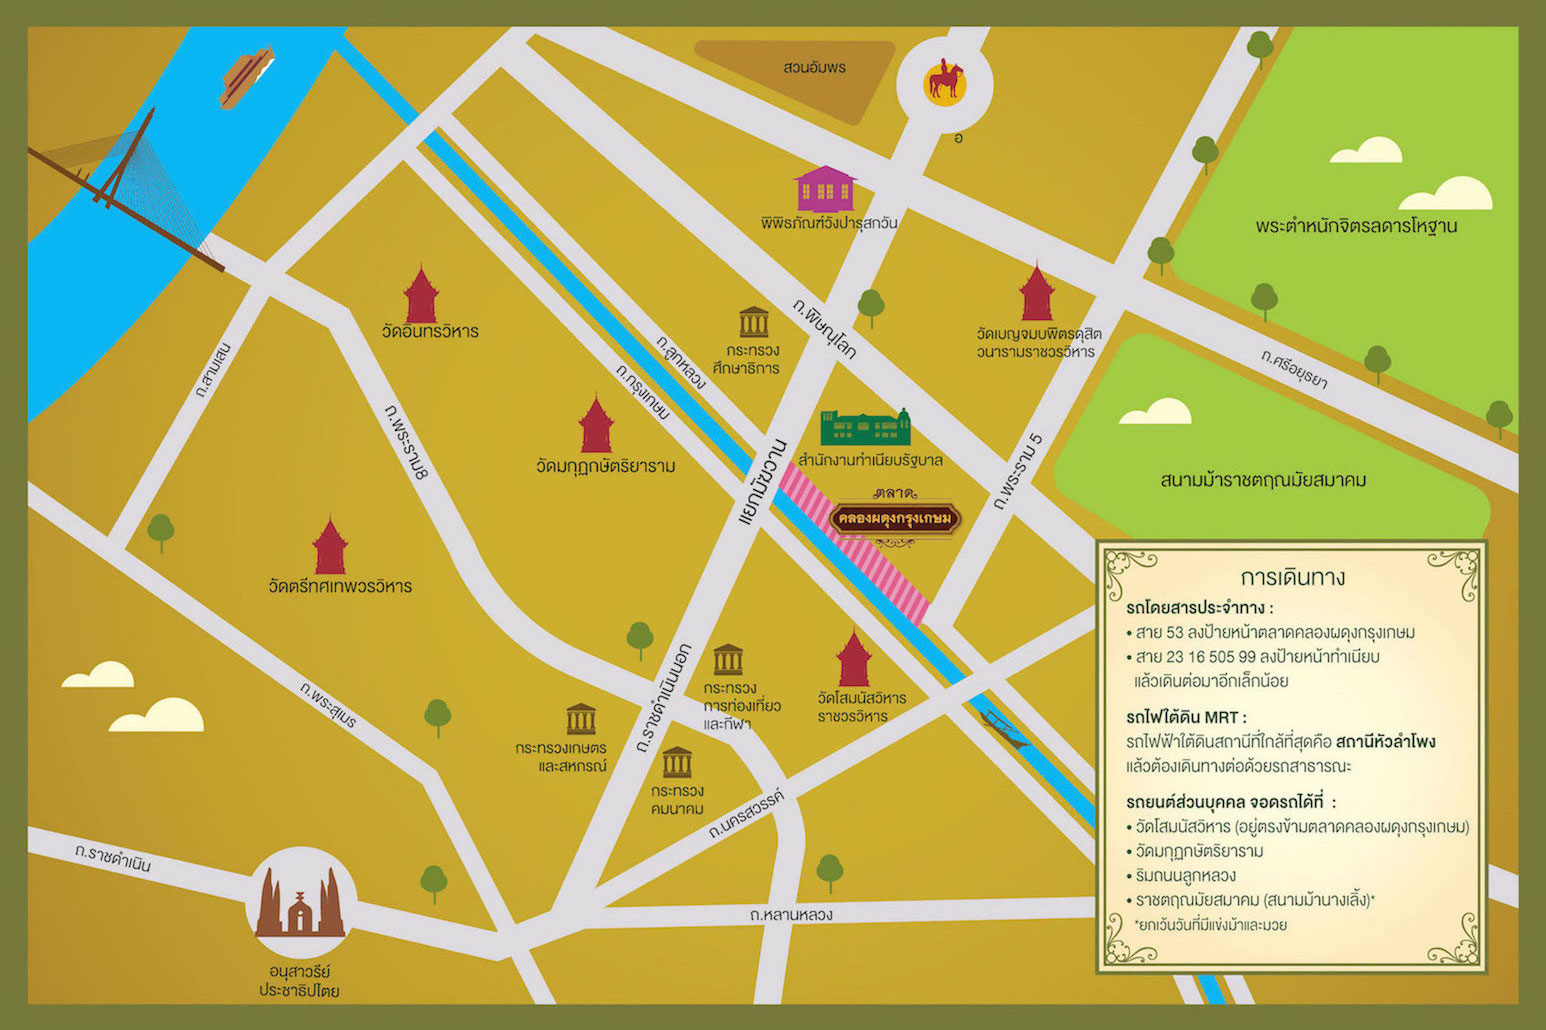 สวนอัมพร
อ
พิพิธภัณฑ์วังปารุสกวัน
พระตำหนักจิตรลดารโหฐาน
วัดอินทรวิหาร
ถ.สามเสน
ถ.พระราม8
ถ.ลูกหลวง
ถ.กรุงเกษม
กระทรวง
ศึกษาธิการ
ถ.พิษณุโลก
วัดเบญจมบพิตรดุสิต
วนารามราชวรวิหาร
ถ.ศรีอยุธยา
วัดมกุฏกษัตริยาราม
สำนักงานทำเนียบรัฐบาล
แยกมัฆวาน
ถ.พระราม 5
สนามม้าราชตฤณมัยสมาคม
ตลาด
คลองผดุงกรุงเกษม
วัดตรีทศเทพวรวิหาร
ถ.พระสุเมร
ถ.ราชดำเนินนอก
กระทรวง
การท่องเที่ยว
และกีฬา
วัดโสมนัสวิหาร
ราชวรวิหาร
กระทรวงเกษตร
และสหกรณ์
กระทรวง
คมนาคม
ถ.นครสวรรค์
ถ.ราชดำเนิน
ถ.หลานหลวง
อนุสาวรีย์
ประชาธิปไตย
การเดินทาง
รถโดยสารประจำทาง :
• สาย 53 ลงป้ายหน้าตลาดคลองผดุงกรุงเกษม
• สาย 23 16 505 99 ลงป้ายหน้าทำเนียบ
แล้วเดินต่อมาอีกเล็กน้อย
รถไฟใต้ดิน MRT :
รถไฟฟ้าใต้ดินสถานีที่ใกล้ที่สุดคือ สถานีหัวลำโพง
แล้วต้องเดินทางต่อด้วยรถสาธารณะ
รถยนต์ส่วนบุคคล จอดรถได้ที่ :
• วัดโสมนัสวิหาร (อยู่ตรงข้ามตลาดคลองผดุงกรุงเกษม)
• วัดมกุฏกษัตริยาราม
• ริมถนนลูกหลวง
• ราชตฤณมัยสมาคม (สนามม้านางเลิ้ง)*
*ยกเว้นวันที่มีแข่งม้าและมวย